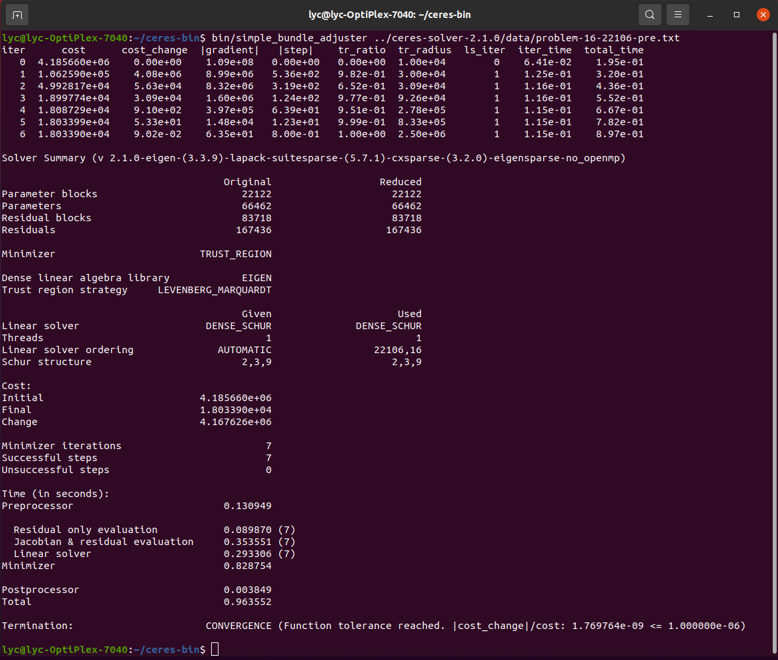 lyc@lyc-OptiPlex-7040: ~/ceres-bin
lyc@lyc-OptiPlex-7040:~/ceres-bin$ bin/simple_bundle_adjuster ../ceres-solver-2.1.0/data/problem-16-22106-pre.txt
iter cost cost_change |gradient| |step| tr_ratio tr_radius ls_iter iter_time total_time
0 4.185660e+06 0.00e+00 1.09e+08 0.00e+00 0.00e+00 1.00e+04 0 6.41e-02 1.95e-01
1 1.062590e+05 4.08e+06 8.99e+06 5.36e+02 9.82e-01 3.00e+04 1 1.25e-01 3.20e-01
2 4.992817e+04 5.63e+04 8.32e+06 3.19e+02 6.52e-01 3.09e+04 1 1.16e-01 4.36e-01
3 1.899774e+04 3.09e+04 1.60e+06 1.24e+02 9.77e-01 9.26e+04 1 1.16e-01 5.52e-01
4 1.808729e+04 9.10e+02 3.97e+05 6.39e+01 9.51e-01 2.78e+05 1 1.15e-01 6.67e-01
5 1.803399e+04 5.33e+01 1.48e+04 1.23e+01 9.99e-01 8.33e+05 1 1.15e-01 7.82e-01
6 1.803390e+04 9.02e-02 6.35e+01 8.00e-01 1.00e+00 2.50e+06 1 1.15e-01 8.97e-01
Solver Summary (v 2.1.0-eigen-(3.3.9)-lapack-suitesparse-(5.7.1)-cxsparse-(3.2.0)-eigensparse-no_openmp)
Original Reduced
Parameter blocks 22122 22122
Parameters 66462 66462
Residual blocks 83718 83718
Residuals 167436 167436
Minimizer TRUST_REGION
Dense linear algebra library EIGEN
Trust region strategy LEVENBERG_MARQUARDT
Given Used
Linear solver DENSE_SCHUR DENSE_SCHUR
Threads 1 1
Linear solver ordering AUTOMATIC 22106,16
Schur structure 2,3,9 2,3,9
Cost:
Initial 4.185660e+06
Final 1.803390e+04
Change 4.167626e+06
Minimizer iterations 7
Successful steps 7
Unsuccessful steps 0
Time (in seconds):
Preprocessor 0.130949
Residual only evaluation 0.089870 (7)
Jacobian & residual evaluation 0.353551 (7)
Linear solver 0.293306 (7)
Minimizer 0.828754
Postprocessor 0.003849
Total 0.963552
Termination: CONVERGENCE (Function tolerance reached. |cost_change|/cost: 1.769764e-09 <= 1.000000e-06)
lyc@lyc-OptiPlex-7040:~/ceres-bin$